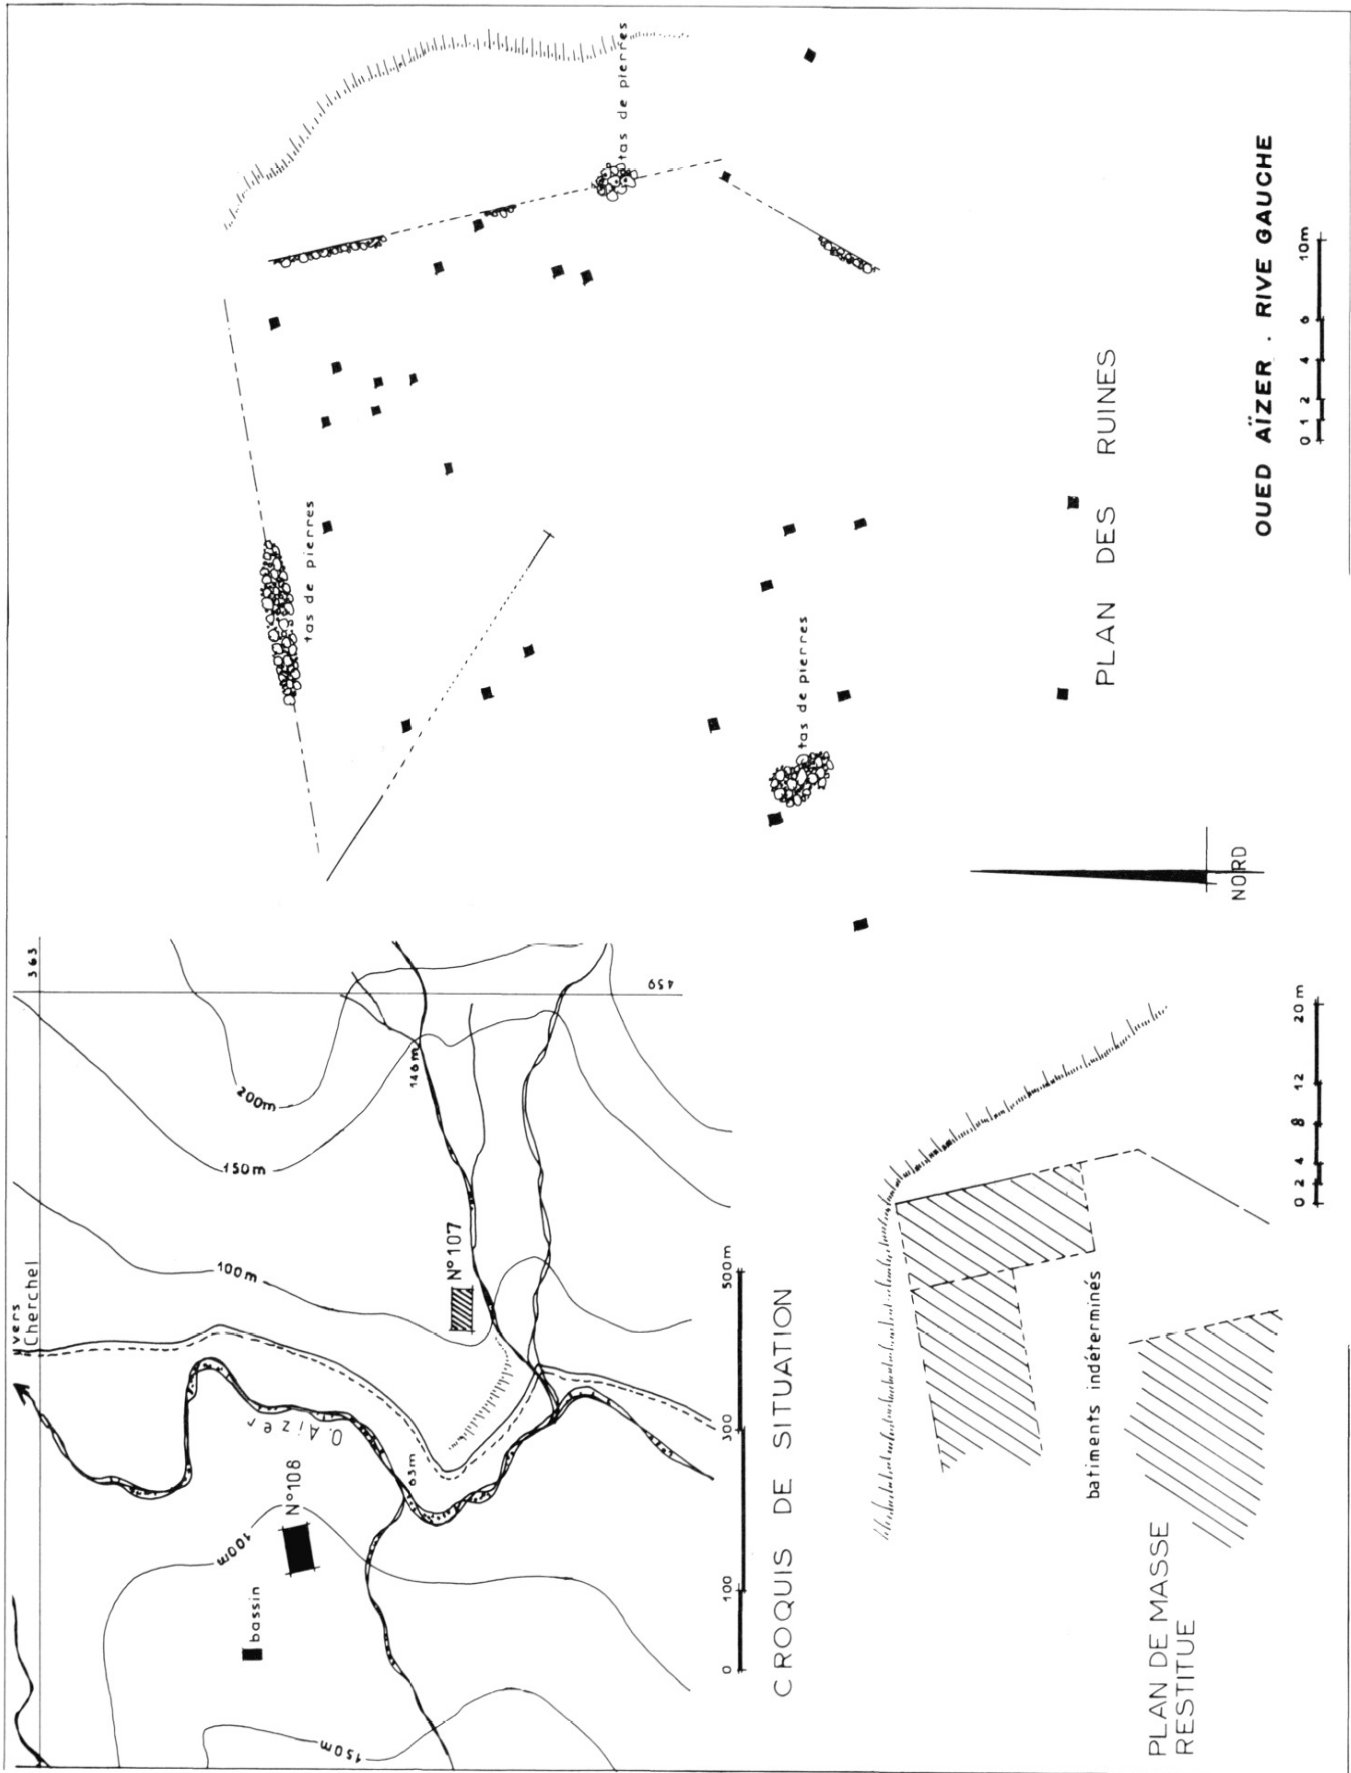 vers
Cherchel
363
459
200m
150m
146m
100m
N°107
O. Aïzer
63m
N°108
100m
bassin
150m
0 100 300 500m
CROQUIS DE SITUATION
tas de pierres
tas de pierres
tas de pierres
PLAN DES RUINES
NORD
batiments indéterminés
PLAN DE MASSE
RESTITUE
0 2 4 8 12 20m
OUED AÏZER . RIVE GAUCHE
0 1 2 4 6 10m